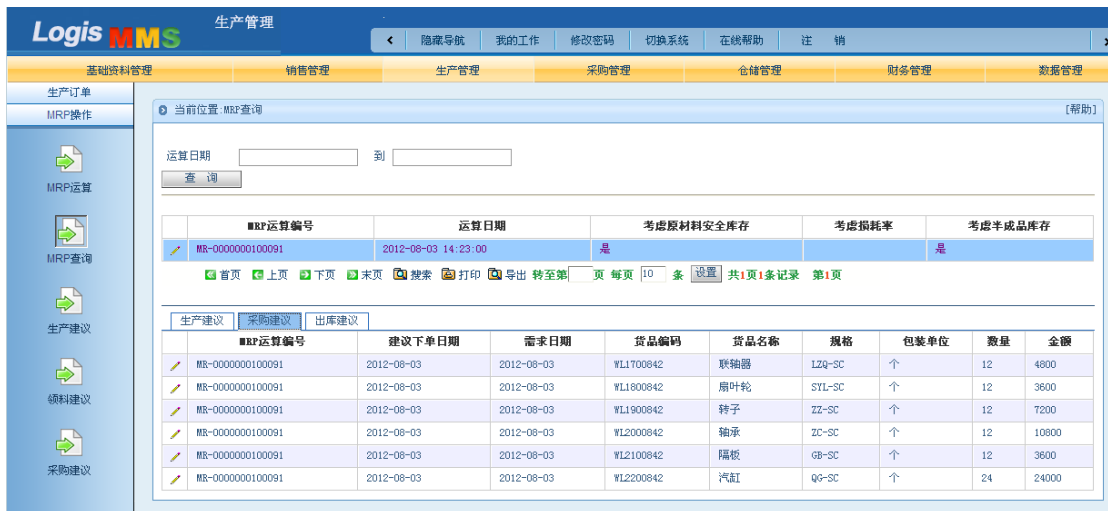 Logis MMS 生产管理
隐藏导航 我的工作 修改密码 切换系统 在线帮助 注 销
基础资料管理 销售管理 生产管理 采购管理 仓储管理 财务管理 数据管理
生产订单
MRP操作
MRP运算
MRP查询
生产建议
领料建议
采购建议
当前位置:MRP查询 [帮助]
运算日期 到
查 询
MRP运算编号 运算日期 考虑原材料安全库存 考虑损耗率 考虑半成品库存
MR-0000000100091 2012-08-03 14:23:00 是 是
首页 上页 下页 末页 搜索 打印 导出 转至第 页 每页 10 条 设置 共1页1条记录 第1页
生产建议 采购建议 出库建议
MRP运算编号 建议下单日期 需求日期 货品编码 货品名称 规格 包装单位 数量 金额
MR-0000000100091 2012-08-03 2012-08-03 WL1700842 联轴器 LZQ-SC 个 12 4800
MR-0000000100091 2012-08-03 2012-08-03 WL1800842 扇叶轮 SYL-SC 个 12 3600
MR-0000000100091 2012-08-03 2012-08-03 WL1900842 转子 ZZ-SC 个 12 7200
MR-0000000100091 2012-08-03 2012-08-03 WL2000842 轴承 ZC-SC 个 12 10800
MR-0000000100091 2012-08-03 2012-08-03 WL2100842 隔板 GB-SC 个 12 3600
MR-0000000100091 2012-08-03 2012-08-03 WL2200842 汽缸 QG-SC 个 24 24000